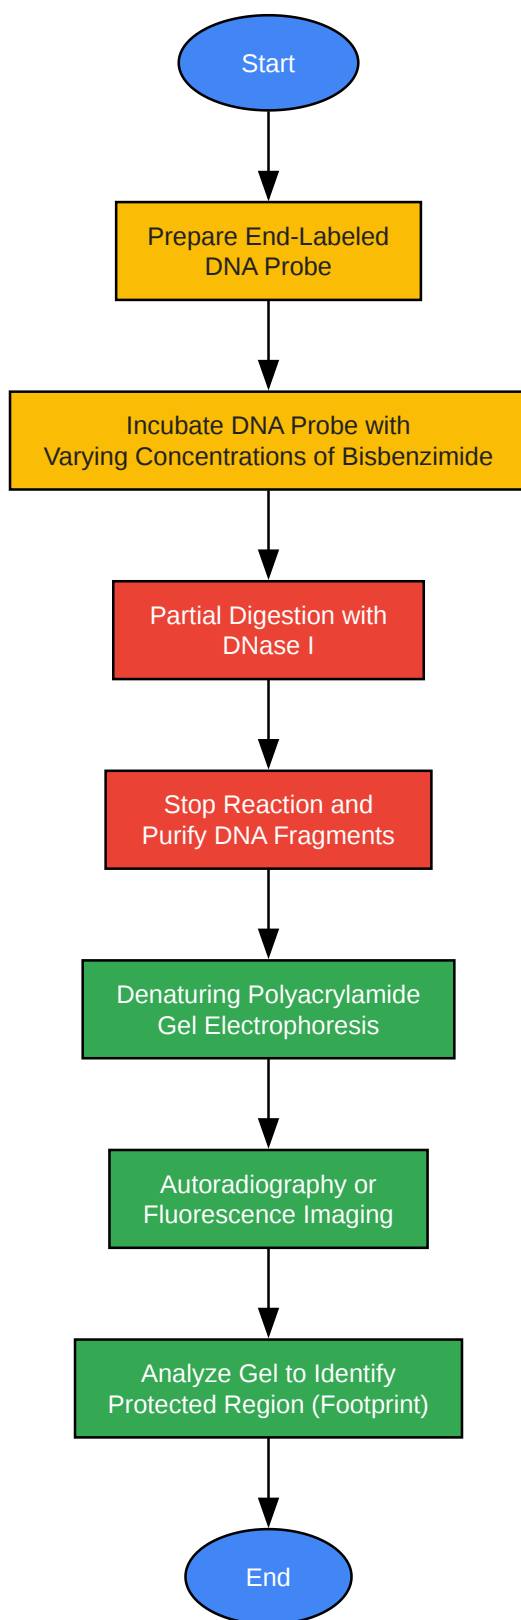 Start
Prepare End-Labeled
DNA Probe
Incubate DNA Probe with
Varying Concentrations of Bisbenzimide
Partial Digestion with
DNase I
Stop Reaction and
Purify DNA Fragments
Denaturing Polyacrylamide
Gel Electrophoresis
Autoradiography or
Fluorescence Imaging
Analyze Gel to Identify
Protected Region (Footprint)
End